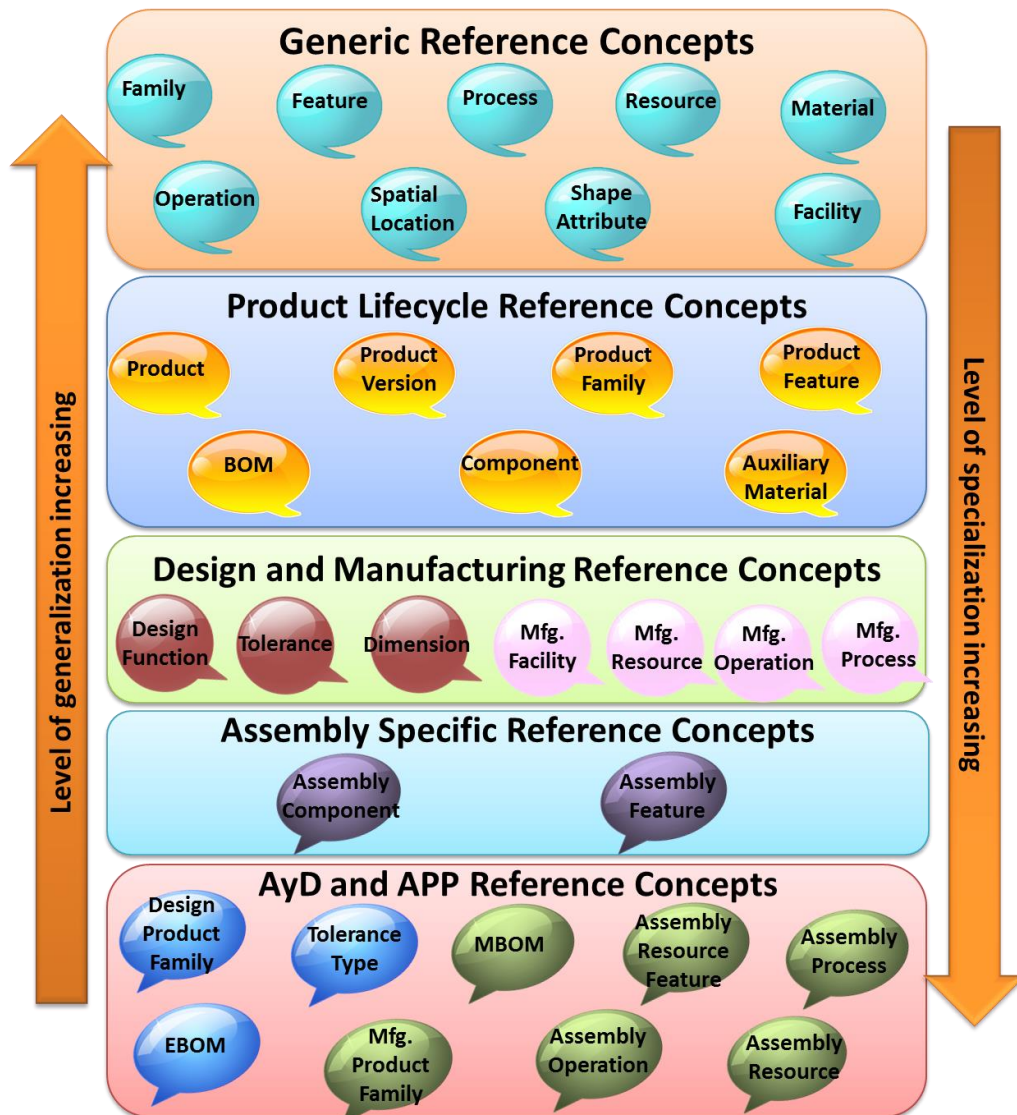 Generic Reference Concepts
Family
Feature
Process
Resource
Material
Operation
Spatial
Location
Shape
Attribute
Facility
Product Lifecycle Reference Concepts
Product
Product
Version
Product
Family
Product
Feature
BOM
Component
Auxiliary
Material
Design and Manufacturing Reference Concepts
Design
Function
Tolerance
Dimension
Mfg.
Facility
Mfg.
Resource
Mfg.
Operation
Mfg.
Process
Assembly Specific Reference Concepts
Assembly
Component
Assembly
Feature
AyD and APP Reference Concepts
Design
Product
Family
Tolerance
Type
MBOM
Assembly
Resource
Feature
Assembly
Process
EBOM
Mfg.
Product
Family
Assembly
Operation
Assembly
Resource
Level of generalization increasing
Level of specialization increasing